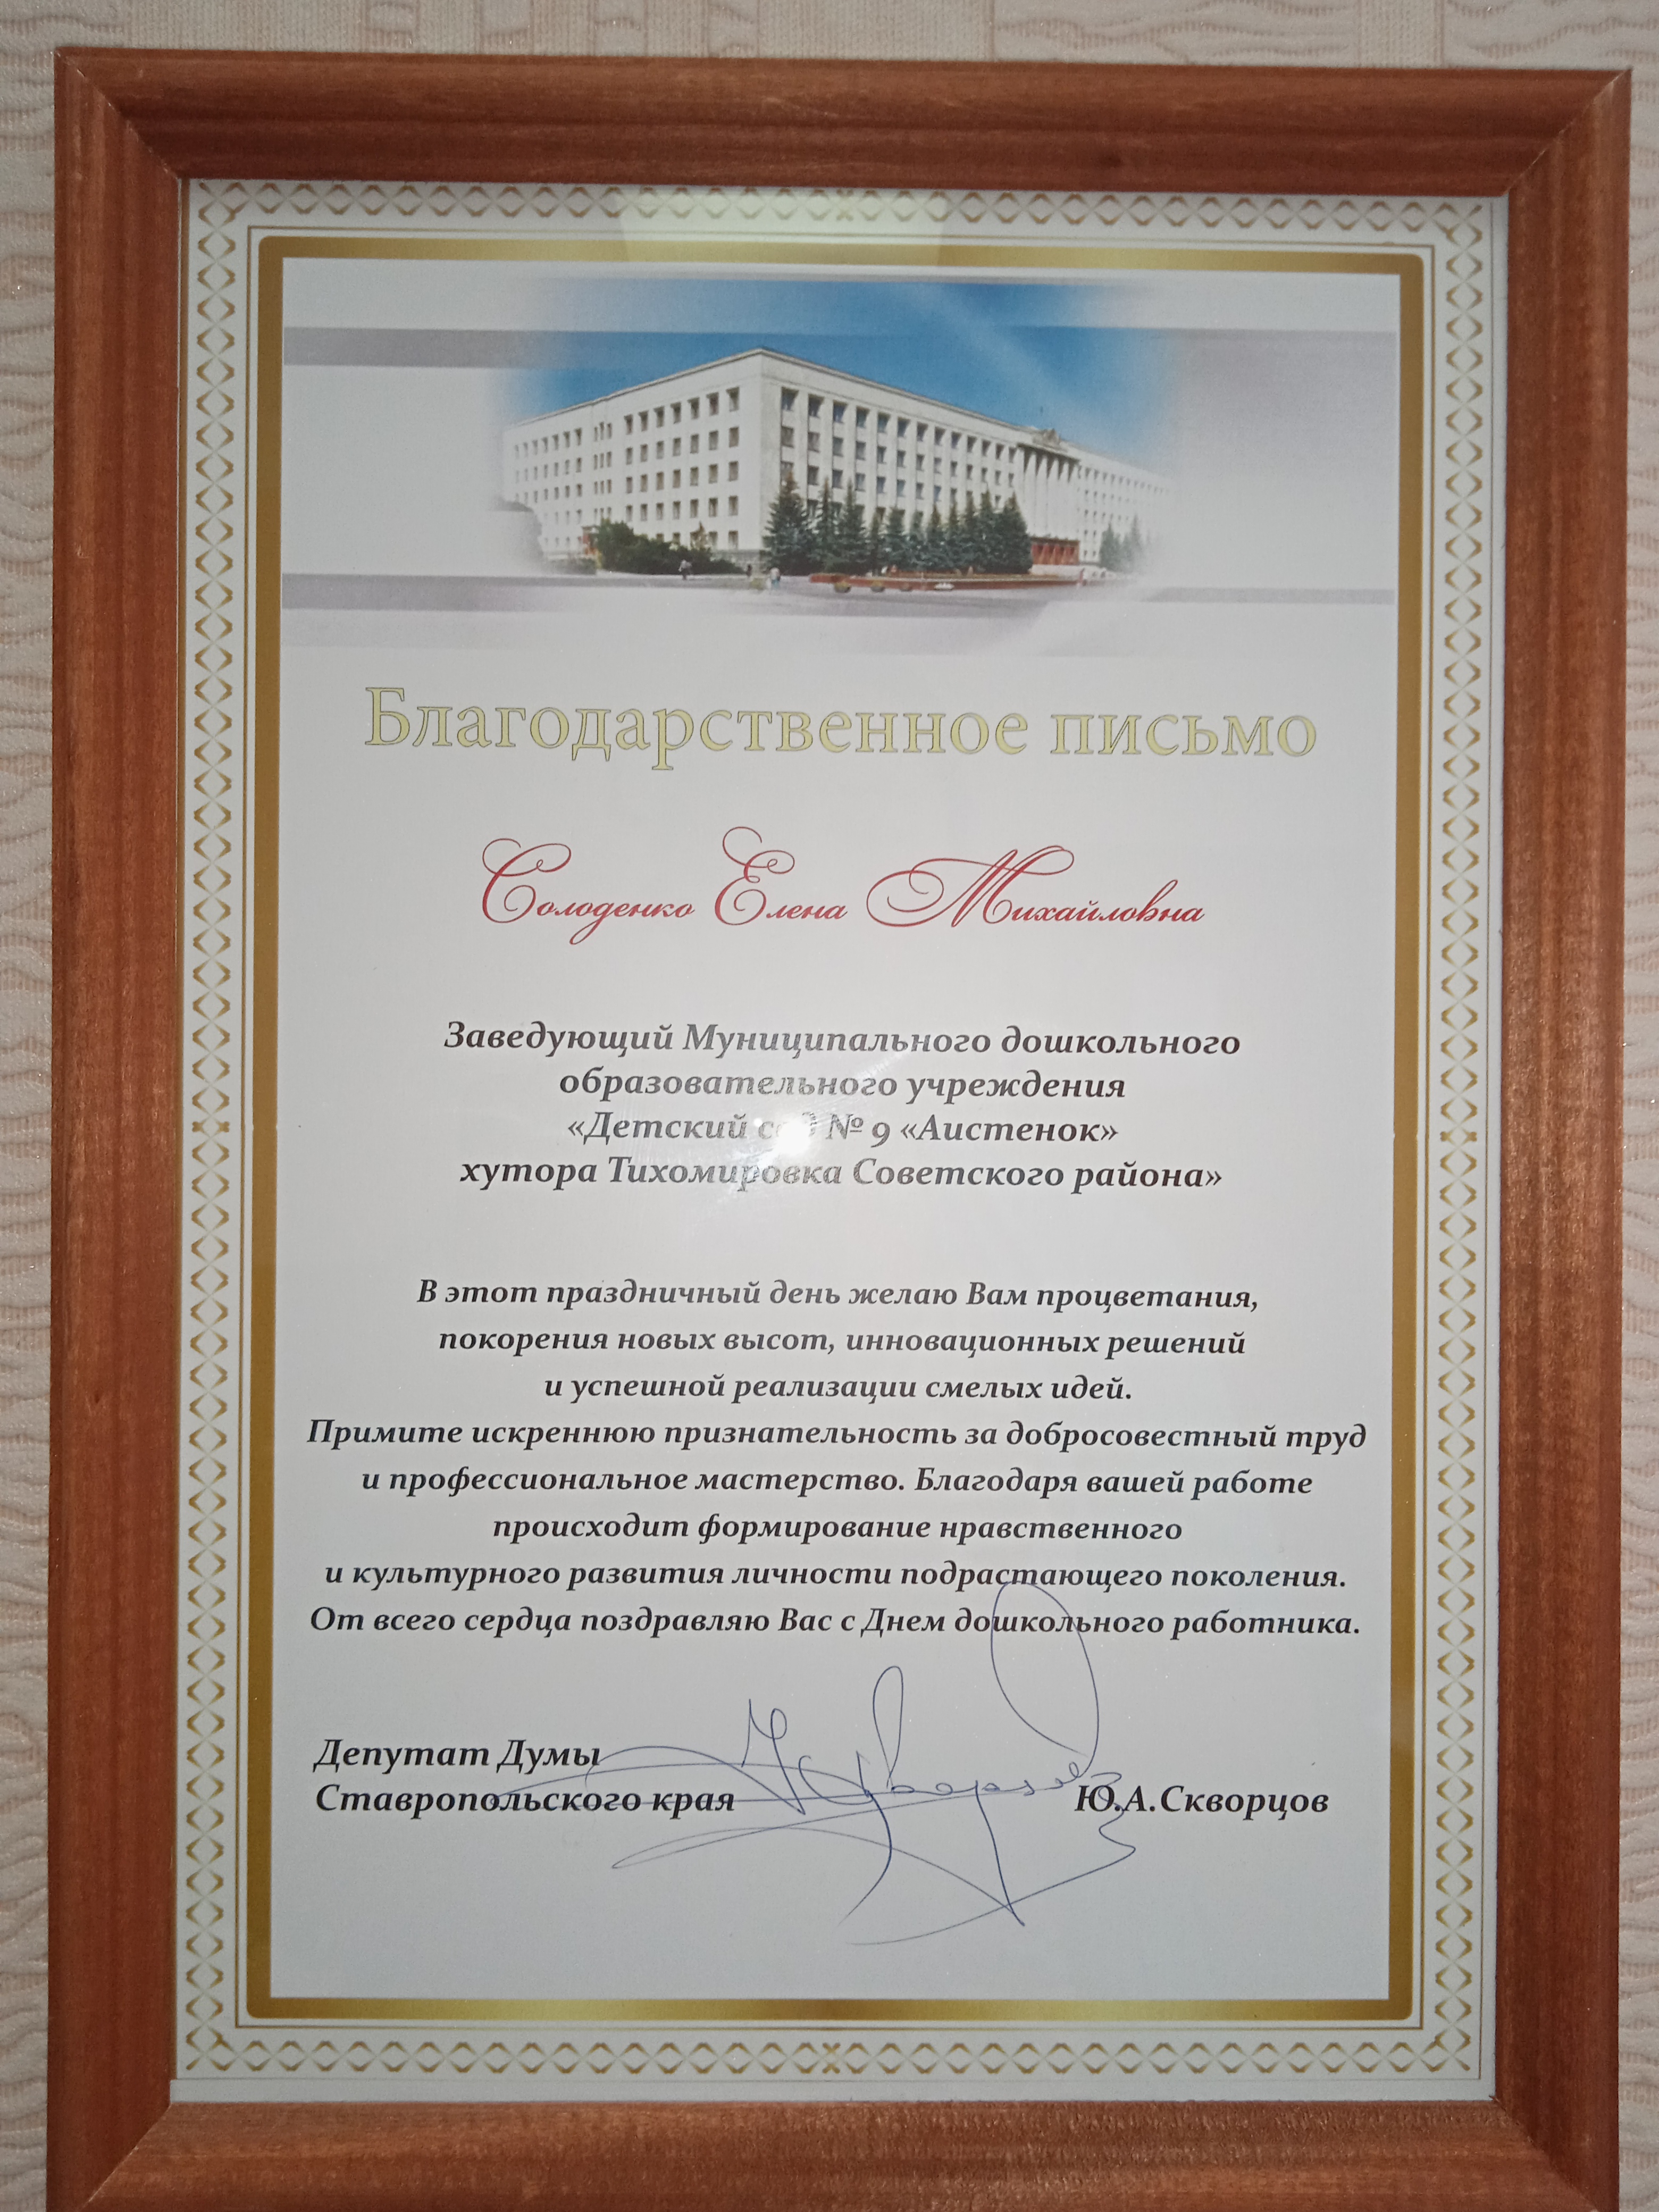 Благодарственное письмо
Солоденко Елена Михайловна
Заведующий Муниципального дошкольного
образовательного учреждения
«Детский сад № 9 «Аистенок»
хутора Тихомировка Советского района»
В этот праздничный день желаю Вам процветания,
покорения новых высот, инновационных решений
и успешной реализации смелых идей.
Примите искреннюю признательность за добросовестный труд
и профессиональное мастерство. Благодаря вашей работе
происходит формирование нравственного
и культурного развития личности подрастающего поколения.
От всего сердца поздравляю Вас с Днем дошкольного работника.
Депутат Думы
Ставропольского края
Ю.А.Скворцов